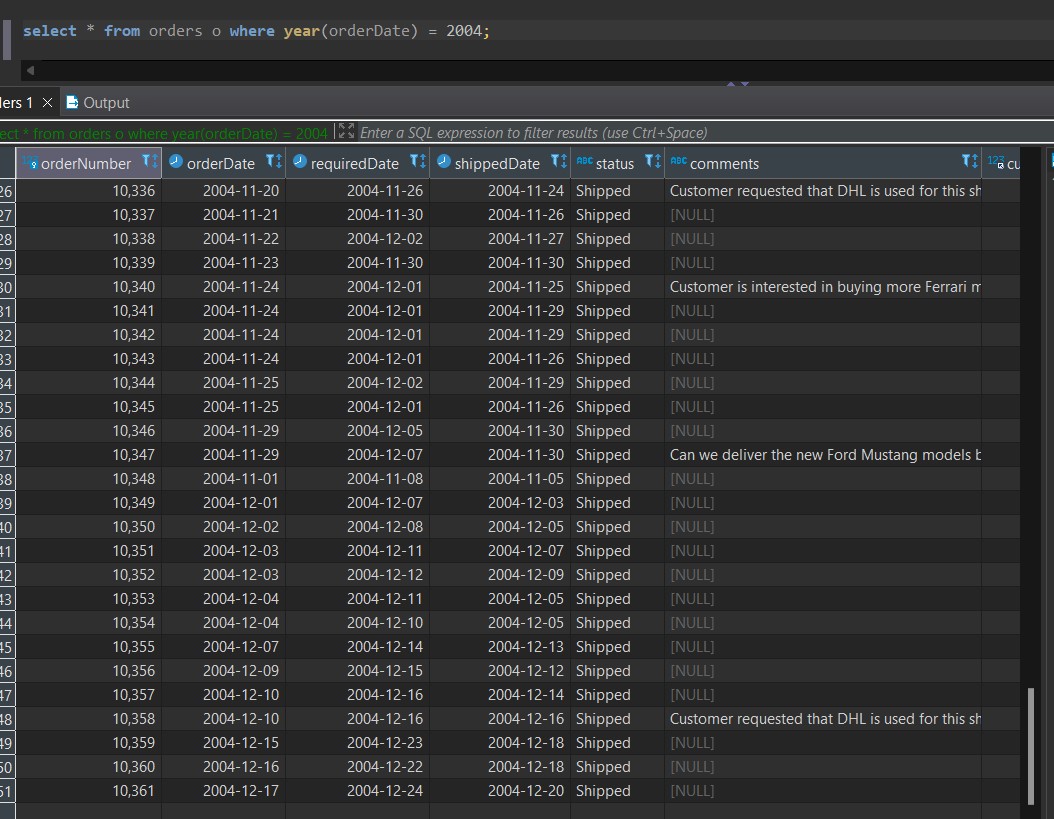 select * from orders o where year(orderDate) = 2004;
ders 1 Output
ect * from orders o where year(orderDate) = 2004 Enter a SQL expression to filter results (use Ctrl+Space)
123 orderNumber orderDate requiredDate shippedDate ABC status ABC comments 123 cu
26 10,336 2004-11-20 2004-11-26 2004-11-24 Shipped Customer requested that DHL is used for this sh
27 10,337 2004-11-21 2004-11-30 2004-11-26 Shipped [NULL]
28 10,338 2004-11-22 2004-12-02 2004-11-27 Shipped [NULL]
29 10,339 2004-11-23 2004-11-30 2004-11-30 Shipped [NULL]
30 10,340 2004-11-24 2004-12-01 2004-11-25 Shipped Customer is interested in buying more Ferrari m
31 10,341 2004-11-24 2004-12-01 2004-11-29 Shipped [NULL]
32 10,342 2004-11-24 2004-12-01 2004-11-29 Shipped [NULL]
33 10,343 2004-11-24 2004-12-01 2004-11-26 Shipped [NULL]
34 10,344 2004-11-25 2004-12-02 2004-11-29 Shipped [NULL]
35 10,345 2004-11-25 2004-12-01 2004-11-26 Shipped [NULL]
36 10,346 2004-11-29 2004-12-05 2004-11-30 Shipped [NULL]
37 10,347 2004-11-29 2004-12-07 2004-11-30 Shipped Can we deliver the new Ford Mustang models b
38 10,348 2004-11-01 2004-11-08 2004-11-05 Shipped [NULL]
39 10,349 2004-12-01 2004-12-07 2004-12-03 Shipped [NULL]
40 10,350 2004-12-02 2004-12-08 2004-12-05 Shipped [NULL]
41 10,351 2004-12-03 2004-12-11 2004-12-07 Shipped [NULL]
42 10,352 2004-12-03 2004-12-12 2004-12-09 Shipped [NULL]
43 10,353 2004-12-04 2004-12-11 2004-12-05 Shipped [NULL]
44 10,354 2004-12-04 2004-12-10 2004-12-05 Shipped [NULL]
45 10,355 2004-12-07 2004-12-14 2004-12-13 Shipped [NULL]
46 10,356 2004-12-09 2004-12-15 2004-12-12 Shipped [NULL]
47 10,357 2004-12-10 2004-12-16 2004-12-14 Shipped [NULL]
48 10,358 2004-12-10 2004-12-16 2004-12-16 Shipped Customer requested that DHL is used for this sh
49 10,359 2004-12-15 2004-12-23 2004-12-18 Shipped [NULL]
50 10,360 2004-12-16 2004-12-22 2004-12-18 Shipped [NULL]
51 10,361 2004-12-17 2004-12-24 2004-12-20 Shipped [NULL]